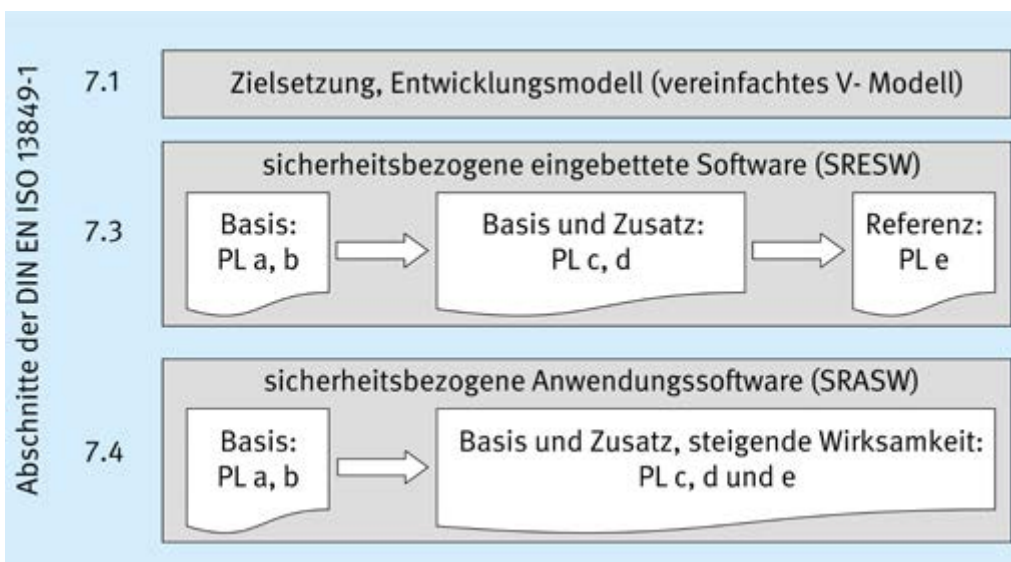 Abschnitte der DIN EN ISO 13849-1
7.1
Zielsetzung, Entwicklungsmodell (vereinfachtes V- Modell)
7.3
sicherheitsbezogene eingebettete Software (SRESW)
Basis:
PL a, b
Basis und Zusatz:
PL c, d
Referenz:
PL e
7.4
sicherheitsbezogene Anwendungssoftware (SRASW)
Basis:
PL a, b
Basis und Zusatz, steigende Wirksamkeit:
PL c, d und e